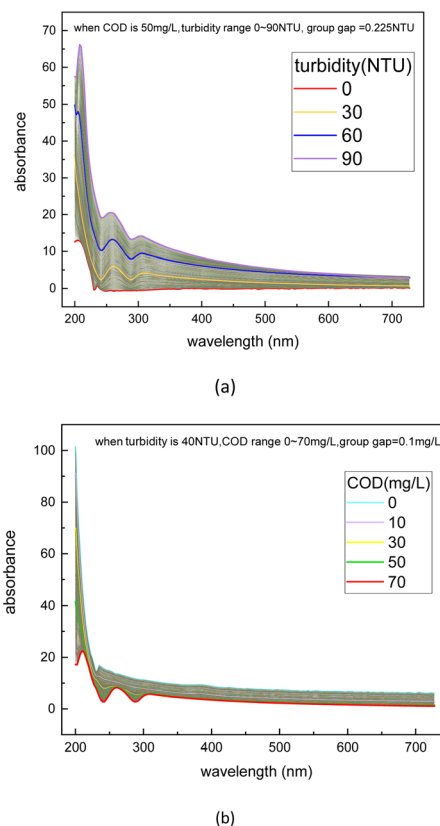 when COD is 50mg/L,turbidity range 0~90NTU, group gap =0.225NTU
turbidity(NTU)
0
30
60
90
absorbance
70
60
50
40
30
20
10
0
200 300 400 500 600 700
wavelength (nm)
(a)
when turbidity is 40NTU,COD range 0~70mg/L,group gap=0.1mg/L
COD(mg/L)
0
10
30
50
70
absorbance
100
80
60
40
20
0
200 300 400 500 600 700
wavelength (nm)
(b)